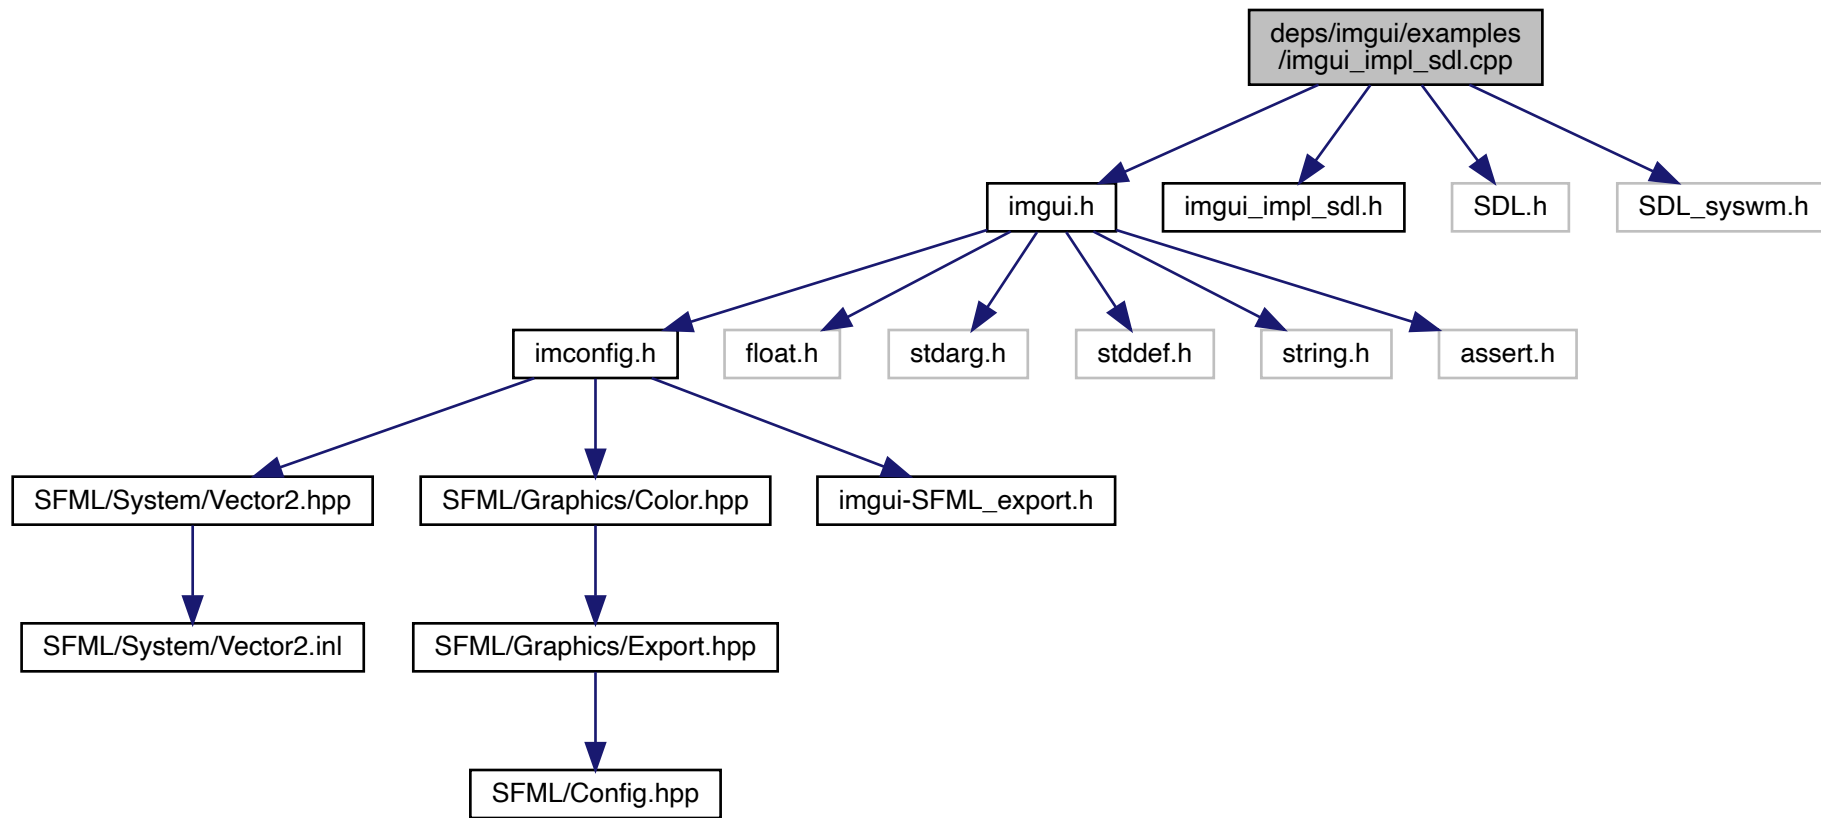 deps/imgui/examples
/imgui_impl_sdl.cpp
imgui.h
imgui_impl_sdl.h
SDL.h
SDL_syswm.h
imconfig.h
float.h
stdarg.h
stddef.h
string.h
assert.h
SFML/System/Vector2.hpp
SFML/Graphics/Color.hpp
imgui-SFML_export.h
SFML/System/Vector2.inl
SFML/Graphics/Export.hpp
SFML/Config.hpp